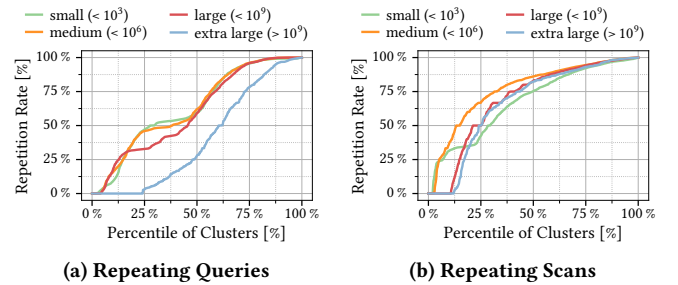 small (< 10³)
large (< 10⁹)
medium (< 10⁶)
extra large (> 10⁹)
Repetition Rate [%]
100 %
75 %
50 %
25 %
0 %
0 %
25 %
50 %
75 %
100 %
Percentile of Clusters [%]
(a) Repeating Queries
small (< 10³)
large (< 10⁹)
medium (< 10⁶)
extra large (> 10⁹)
Repetition Rate [%]
100 %
75 %
50 %
25 %
0 %
0 %
25 %
50 %
75 %
100 %
Percentile of Clusters [%]
(b) Repeating Scans